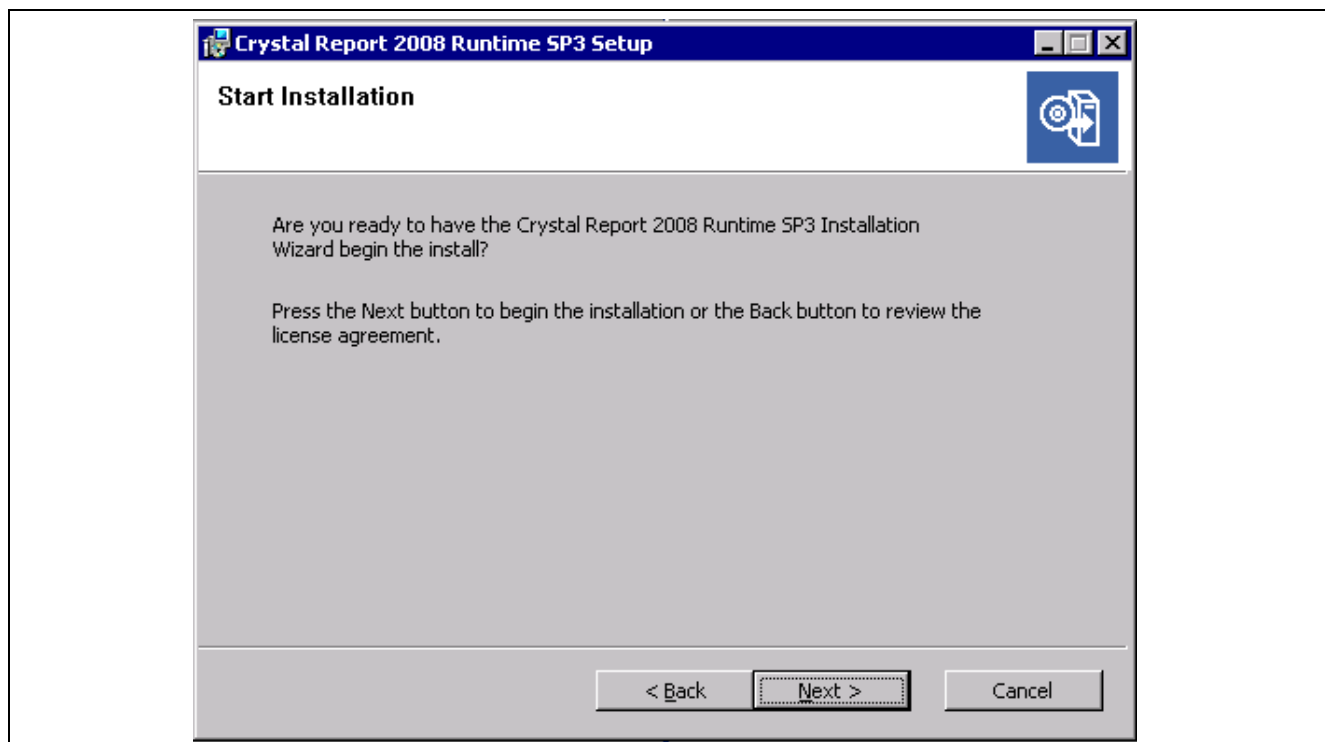 Crystal Report 2008 Runtime SP3 Setup
Start Installation
Are you ready to have the Crystal Report 2008 Runtime SP3 Installation
Wizard begin the install?
Press the Next button to begin the installation or the Back button to review the
license agreement.
< Back
Next >
Cancel